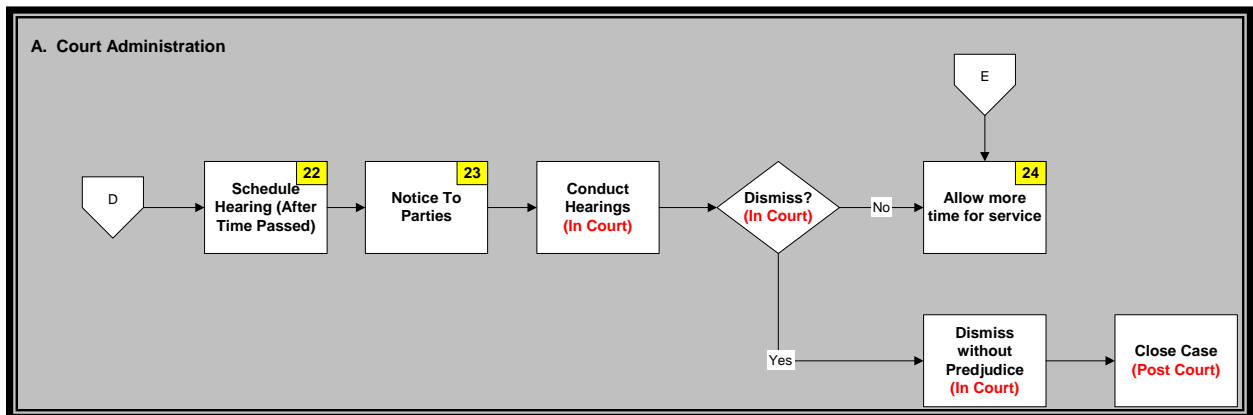 A. Court Administration
E
D
22
Schedule
Hearing (After
Time Passed)
23
Notice To
Parties
Conduct
Hearings
(In Court)
Dismiss?
(In Court)
No
24
Allow more
time for service
Yes
Dismiss
without
Predjudice
(In Court)
Close Case
(Post Court)